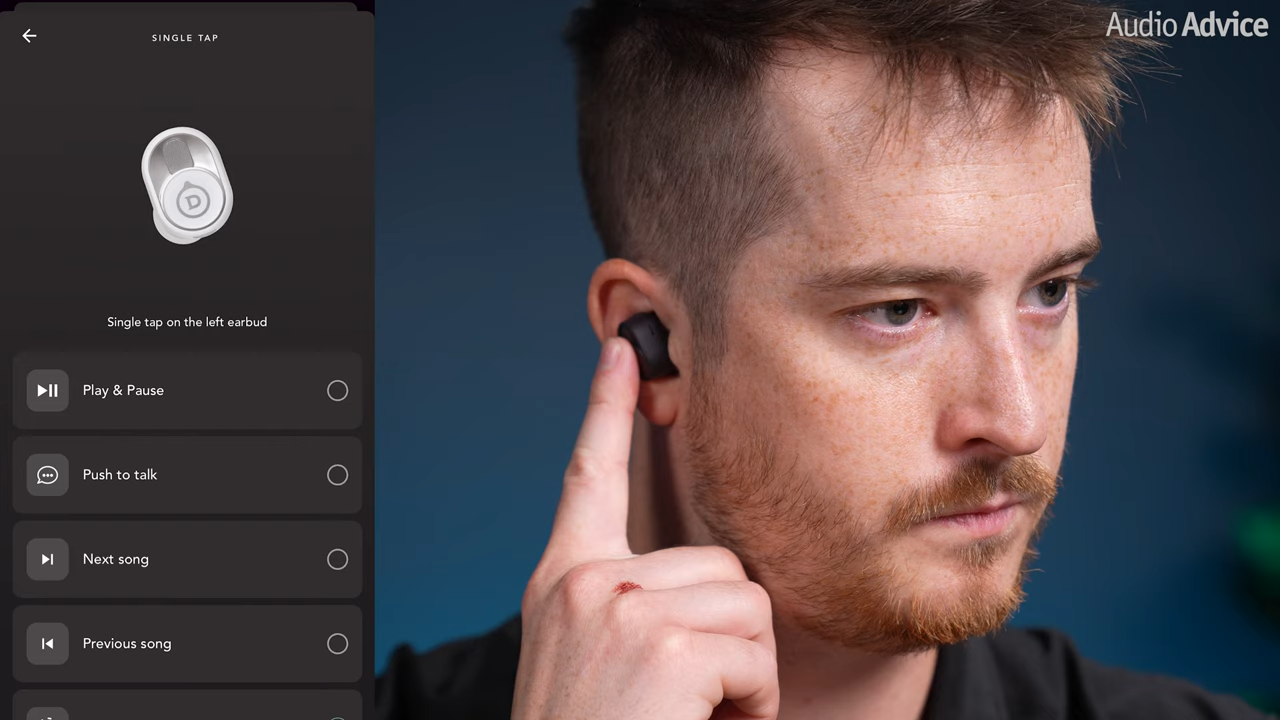 SINGLE TAP
D
Single tap on the left earbud
Play & Pause
Push to talk
Next song
Previous song
Audio Advice